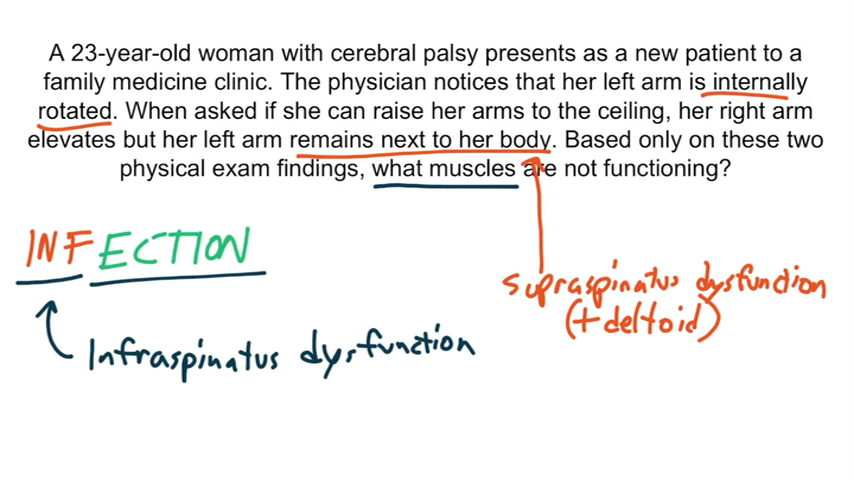 A 23-year-old woman with cerebral palsy presents as a new patient to a
family medicine clinic. The physician notices that her left arm is internally
rotated. When asked if she can raise her arms to the ceiling, her right arm
elevates but her left arm remains next to her body. Based only on these two
physical exam findings, what muscles are not functioning?
INFECTION
Supraspinatus dysfunction
(+deltoid)
Infraspinatus dysfunction